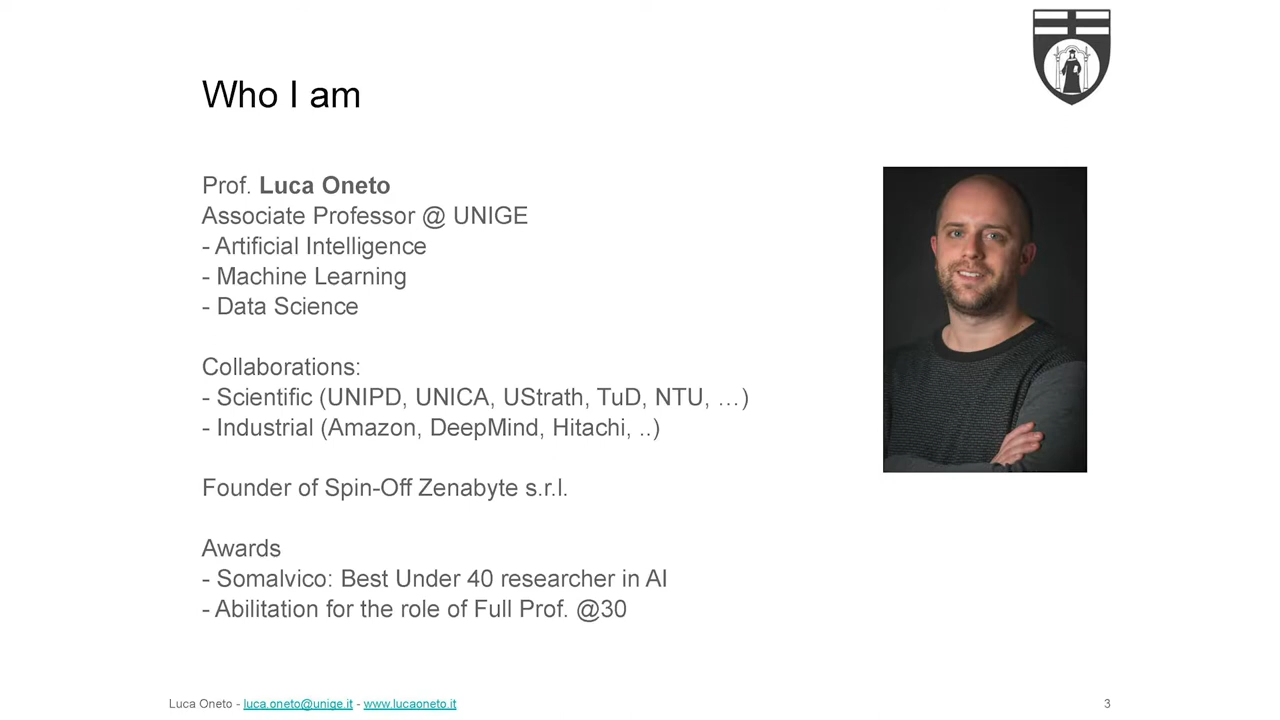 Who I am
Prof. Luca Oneto
Associate Professor @ UNIGE
- Artificial Intelligence
- Machine Learning
- Data Science
Collaborations:
- Scientific (UNIPD, UNICA, UStrath, TuD, NTU, …)
- Industrial (Amazon, DeepMind, Hitachi, ..)
Founder of Spin-Off Zenabyte s.r.l.
Awards
- Somalvico: Best Under 40 researcher in AI
- Abilitation for the role of Full Prof. @30
Luca Oneto - luca.oneto@unige.it - www.lucaoneto.it
3